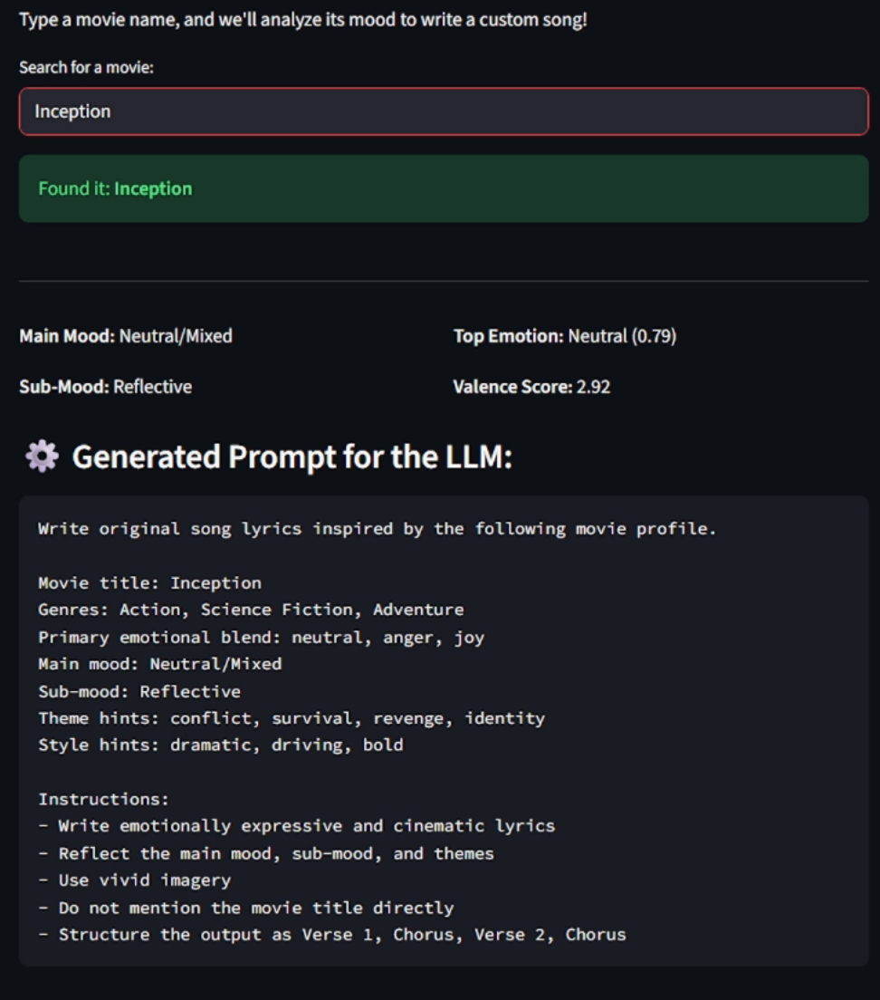 Type a movie name, and we'll analyze its mood to write a custom song!
Search for a movie:
Inception
Found it: Inception
Main Mood: Neutral/Mixed
Top Emotion: Neutral (0.79)
Sub-Mood: Reflective
Valence Score: 2.92
Generated Prompt for the LLM:
Write original song lyrics inspired by the following movie profile.
Movie title: Inception
Genres: Action, Science Fiction, Adventure
Primary emotional blend: neutral, anger, joy
Main mood: Neutral/Mixed
Sub-mood: Reflective
Theme hints: conflict, survival, revenge, identity
Style hints: dramatic, driving, bold
Instructions:
- Write emotionally expressive and cinematic lyrics
- Reflect the main mood, sub-mood, and themes
- Use vivid imagery
- Do not mention the movie title directly
- Structure the output as Verse 1, Chorus, Verse 2, Chorus